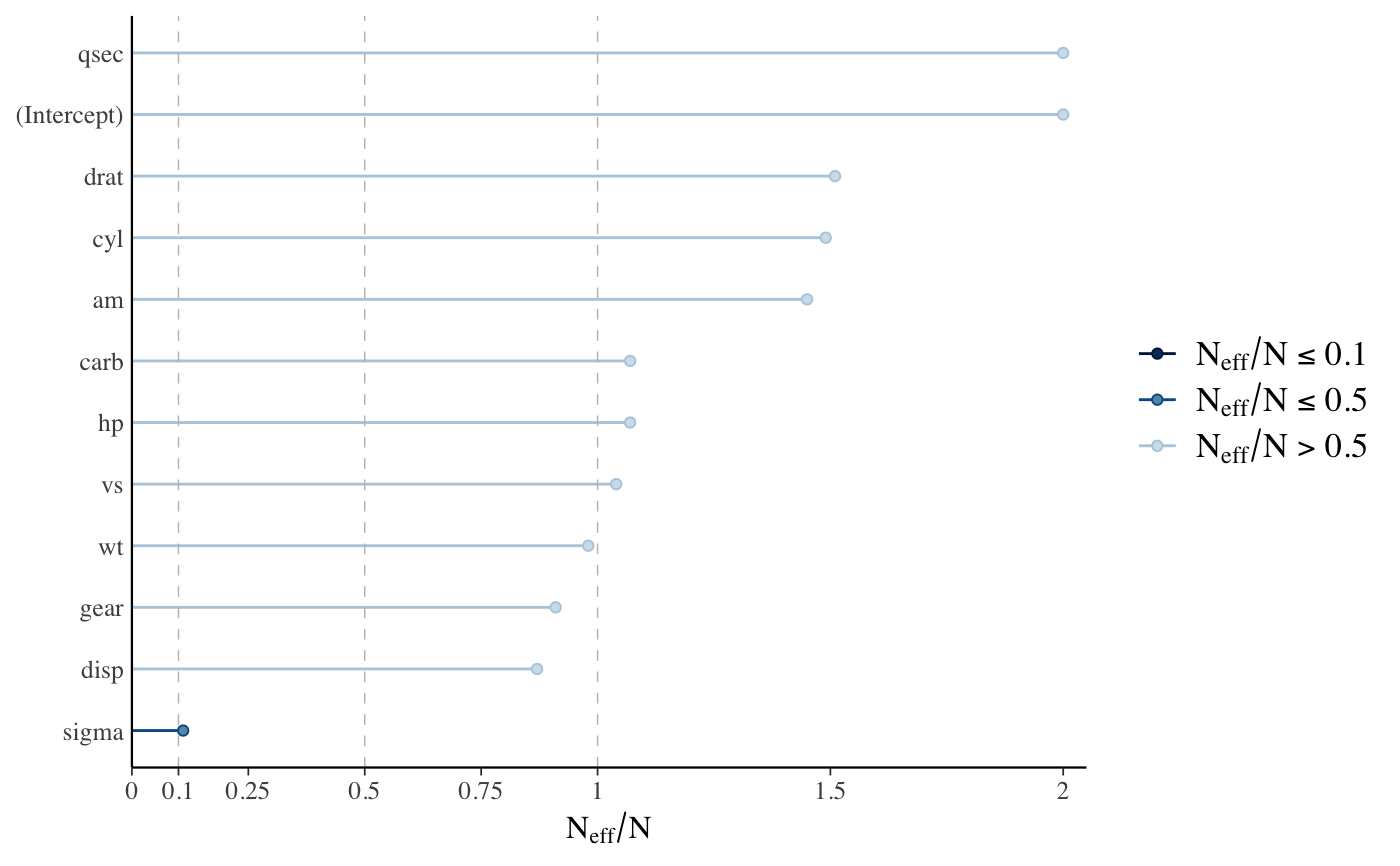 qsec
(Intercept)
drat
cyl
am
carb
hp
vs
wt
gear
disp
sigma
0 0.1 0.25 0.5 0.75 1 1.5 2
Neff/N
Neff/N ≤ 0.1
Neff/N ≤ 0.5
Neff/N > 0.5